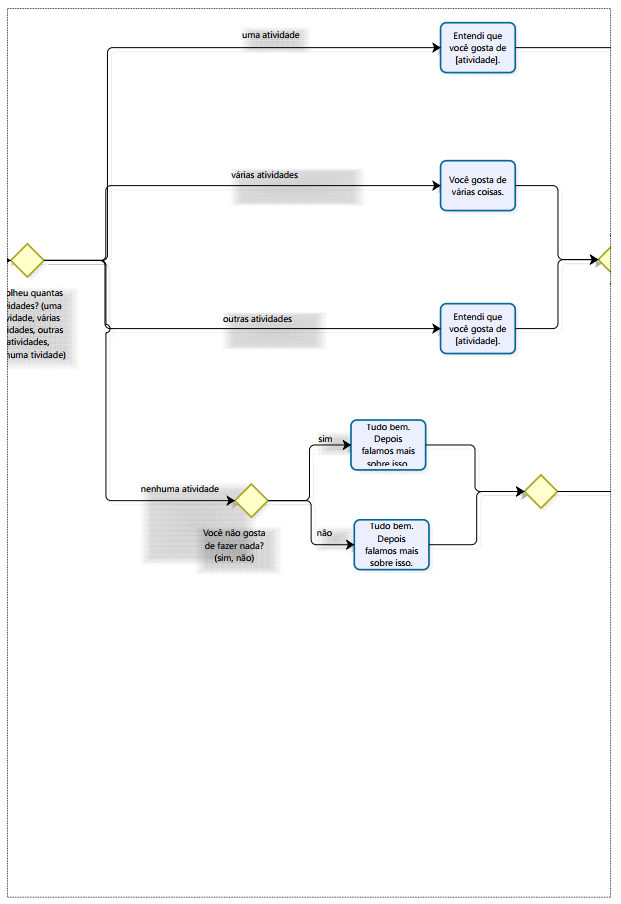 uma atividade
Entendi que
você gosta de
[atividade].
várias atividades
Você gosta de
várias coisas.
olheu quantas
idades? (uma
vidade, várias
idades, outras
atividades,
numa tividade)
outras atividades
Entendi que
você gosta de
[atividade].
sim
Tudo bem.
Depois
falamos mais
sobre isso
nenhuma atividade
Você não gosta
de fazer nada?
(sim, não)
não
Tudo bem.
Depois
falamos mais
sobre isso.